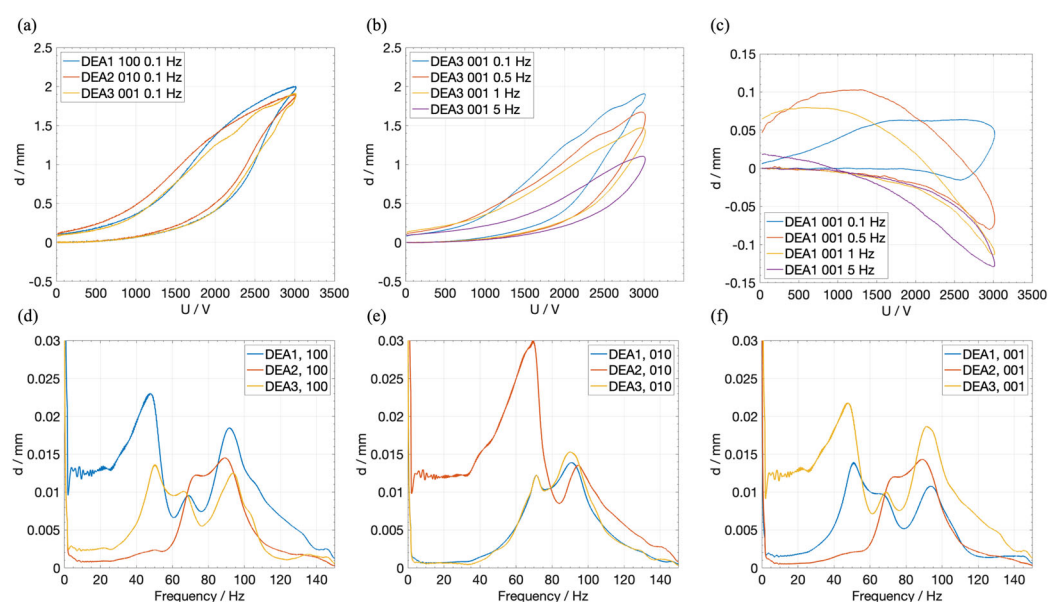 (a)
(b)
(c)
2.5
2
1.5
1
0.5
0
-0.5
d / mm
DEA1 100 0.1 Hz
DEA2 010 0.1 Hz
DEA3 001 0.1 Hz
0 500 1000 1500 2000 2500 3000 3500
U / V
2.5
2
1.5
1
0.5
0
-0.5
d / mm
DEA3 001 0.1 Hz
DEA3 001 0.5 Hz
DEA3 001 1 Hz
DEA3 001 5 Hz
0 500 1000 1500 2000 2500 3000
U / V
0.15
0.10
0.05
0
-0.05
-0.1
-0.15
d / mm
DEA1 001 0.1 Hz
DEA1 001 0.5 Hz
DEA1 001 1 Hz
DEA1 001 5 Hz
0 500 1000 1500 2000 2500 3000 3500
U / V
(d)
(e)
(f)
0.03
0.025
0.02
0.015
0.01
0.005
0
d / mm
DEA1, 100
DEA2, 100
DEA3, 100
0 20 40 60 80 100 120 140
Frequency / Hz
0.03
0.025
0.02
0.015
0.01
0.005
0
d / mm
DEA1, 010
DEA2, 010
DEA3, 010
0 20 40 60 80 100 120 140
Frequency / Hz
0.03
0.025
0.02
0.015
0.01
0.005
0
d / mm
DEA1, 001
DEA2, 001
DEA3, 001
0 20 40 60 80 100 120 140
Frequency / Hz